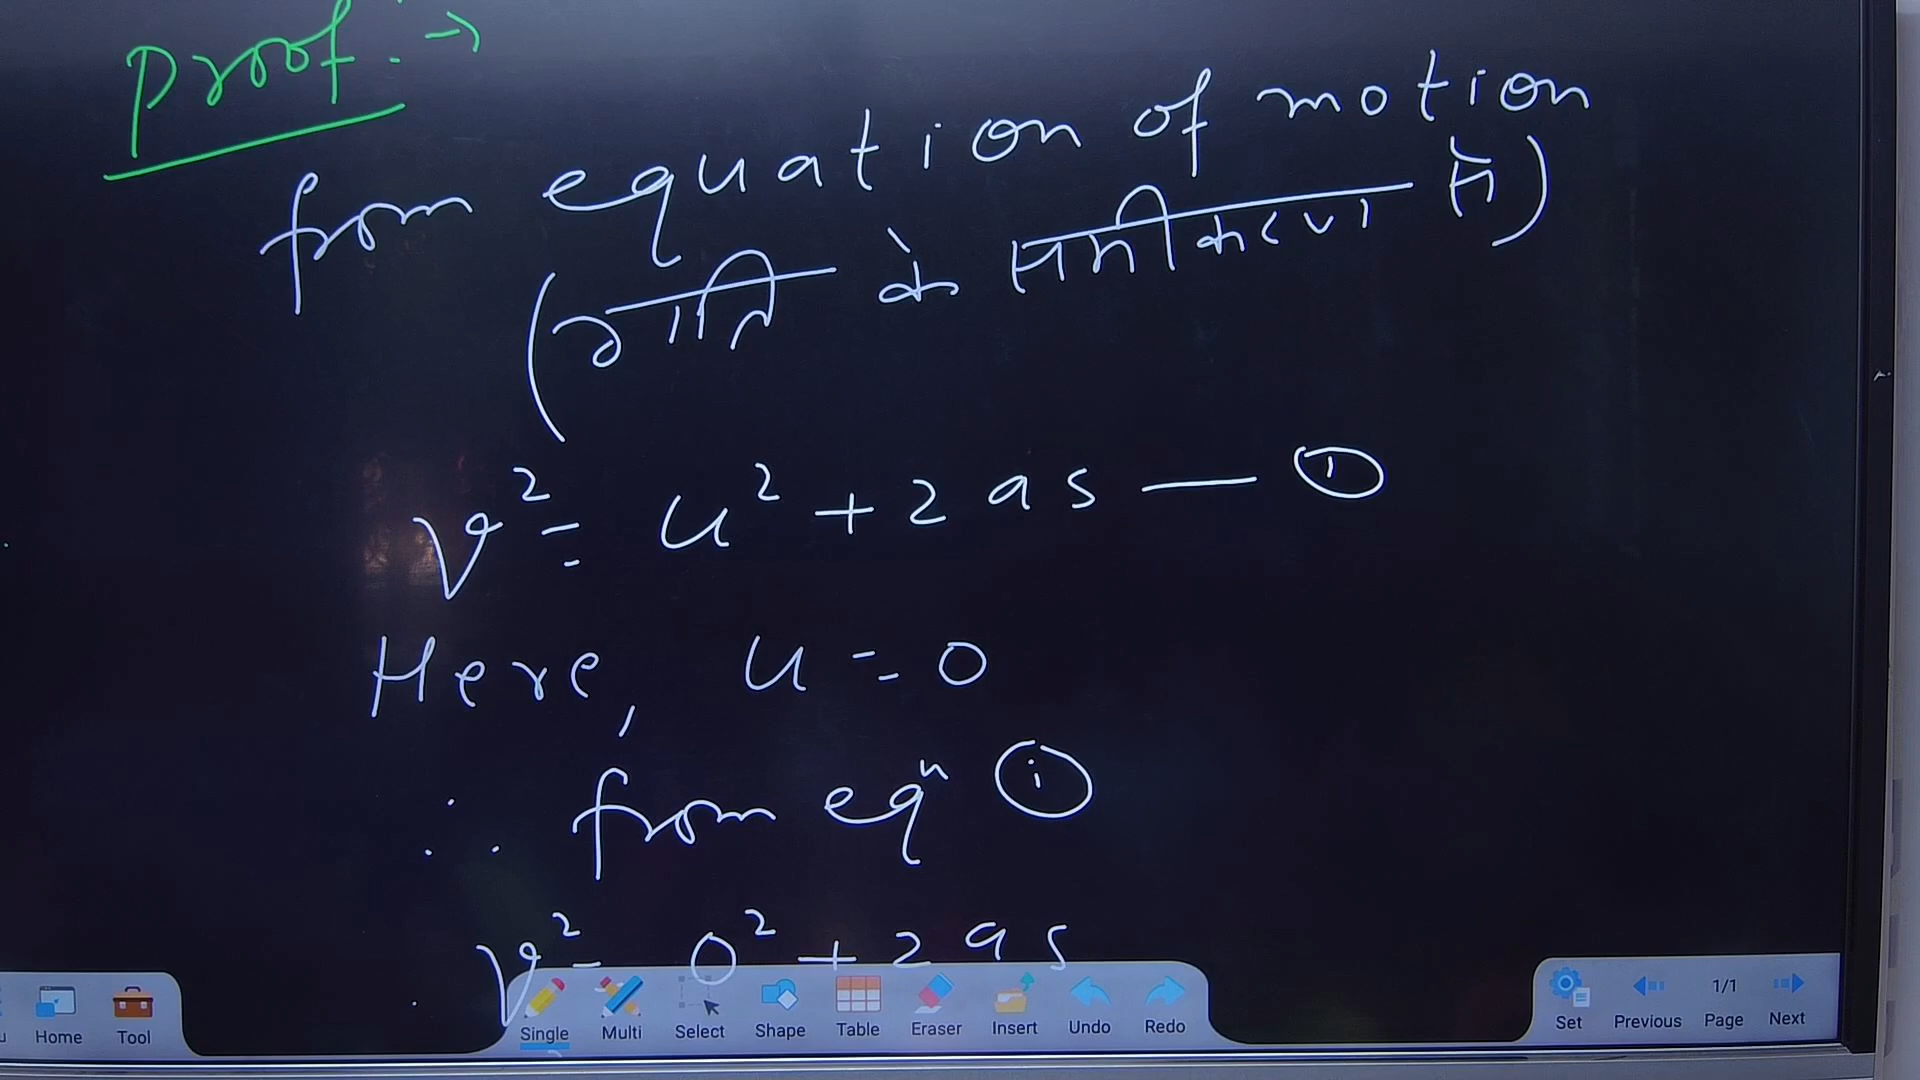 Proof :→
from equation of motion
(गति के समीकरण से)
v² = u² + 2as — ①
Here, u = 0
∴ from eqⁿ ⓘ
v² = 0² + 2as
Home Tool Single Multi Select Shape Table Eraser Insert Undo Redo Set Previous 1/1 Page Next